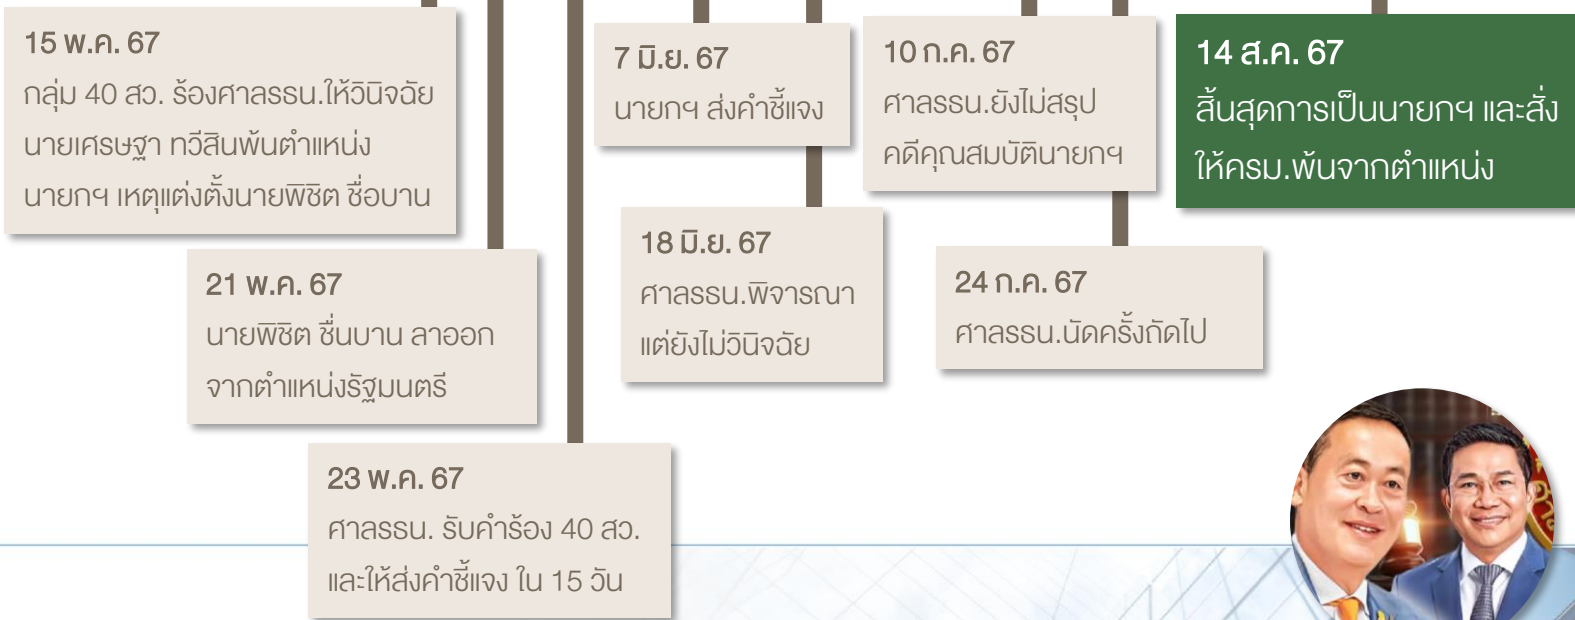 15 พ.ค. 67
กลุ่ม 40 สว. ร้องศาลรธน.ให้วินิจฉัย
นายเศรษฐา ทวีสินพ้นตำแหน่ง
นายกฯ เหตุแต่งตั้งนายพิชิต ชื่อบาน
21 พ.ค. 67
นายพิชิต ชื่นบาน ลาออก
จากตำแหน่งรัฐมนตรี
23 พ.ค. 67
ศาลรธน. รับคำร้อง 40 สว.
และให้ส่งคำชี้แจง ใน 15 วัน
7 มิ.ย. 67
นายกฯ ส่งคำชี้แจง
18 มิ.ย. 67
ศาลรธน.พิจารณา
แต่ยังไม่วินิจฉัย
10 ก.ค. 67
ศาลรธน.ยังไม่สรุป
คดีคุณสมบัตินายกฯ
24 ก.ค. 67
ศาลรธน.นัดครั้งถัดไป
14 ส.ค. 67
สิ้นสุดการเป็นนายกฯ และสั่ง
ให้ครม.พ้นจากตำแหน่ง